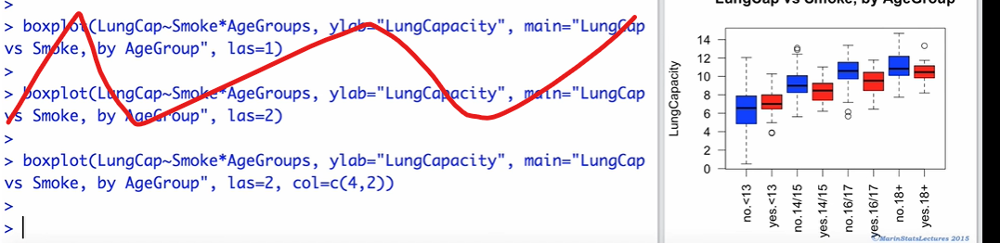 >
> boxplot(LungCap~Smoke*AgeGroups, ylab="LungCapacity", main="LungCap
vs Smoke, by AgeGroup", las=1)
>
> boxplot(LungCap~Smoke*AgeGroups, ylab="LungCapacity", main="LungCap
vs Smoke, by AgeGroup", las=2)
>
> boxplot(LungCap~Smoke*AgeGroups, ylab="LungCapacity", main="LungCap
vs Smoke, by AgeGroup", las=2, col=c(4,2))
>
>
LungCap vs Smoke, by AgeGroup
LungCapacity
14
12
10
8
6
4
2
0
no.<13
yes.<13
no.14/15
yes.14/15
no.16/17
yes.16/17
no.18+
yes.18+
©MarinStatsLectures 2015